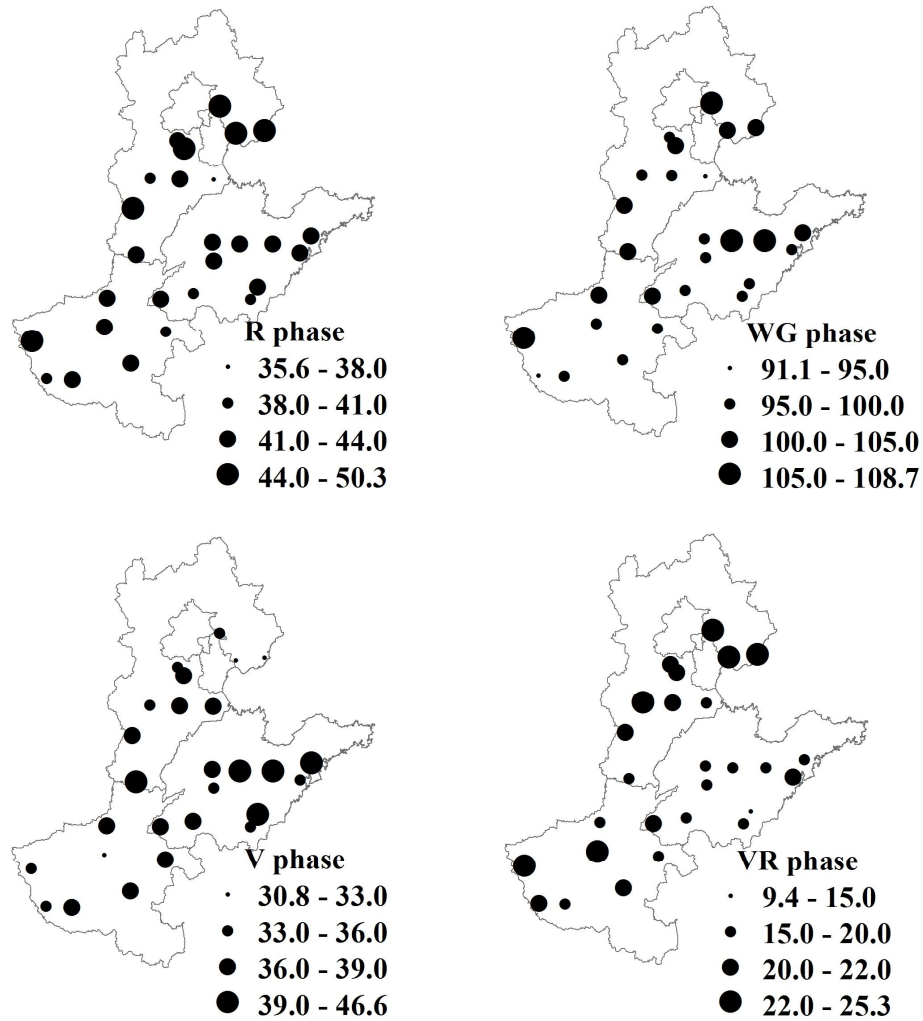 R phase
35.6 - 38.0
38.0 - 41.0
41.0 - 44.0
44.0 - 50.3
WG phase
91.1 - 95.0
95.0 - 100.0
100.0 - 105.0
105.0 - 108.7
V phase
30.8 - 33.0
33.0 - 36.0
36.0 - 39.0
39.0 - 46.6
VR phase
9.4 - 15.0
15.0 - 20.0
20.0 - 22.0
22.0 - 25.3